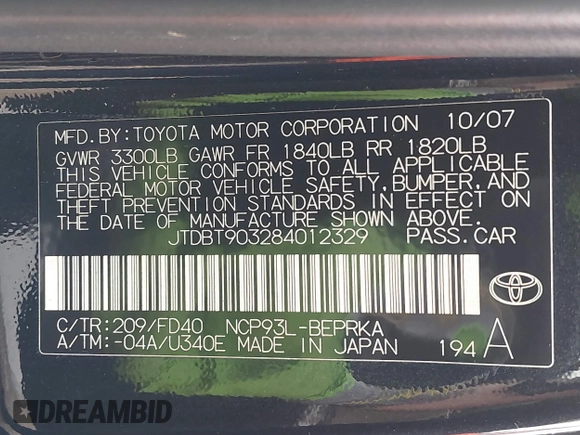 MFD.BY:TOYOTA MOTOR CORPORATION 10/07
GVWR 3300LB GAWR FR 1840LB RR 1820LB
THIS VEHICLE CONFORMS TO ALL APPLICABLE
FEDERAL MOTOR VEHICLE SAFETY,BUMPER,AND
THEFT PREVENTION STANDARDS IN EFFECT ON
THE DATE OF MANUFACTURE SHOWN ABOVE.
JTDBT903284012329 PASS.CAR
C/TR:209/FD40 NCP93L-BEPRKA
A/TM:-04A/U340E MADE IN JAPAN 194 A
DREAMBID